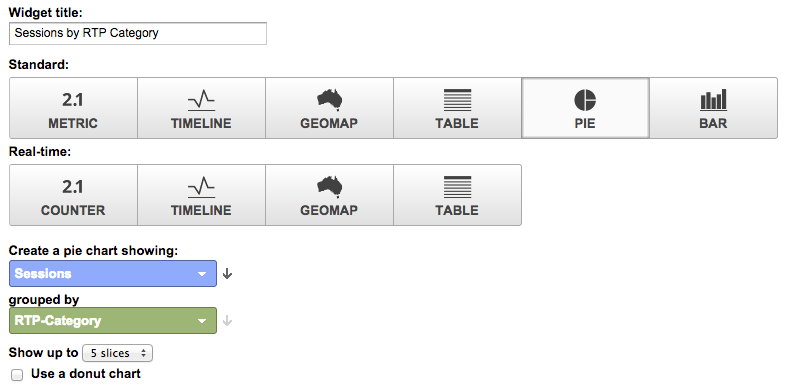 Widget title:
Sessions by RTP Category
Standard:
2.1
METRIC TIMELINE GEOMAP TABLE PIE BAR
Real-time:
2.1
COUNTER TIMELINE GEOMAP TABLE
Create a pie chart showing:
Sessions
grouped by
RTP-Category
Show up to 5 slices
Use a donut chart